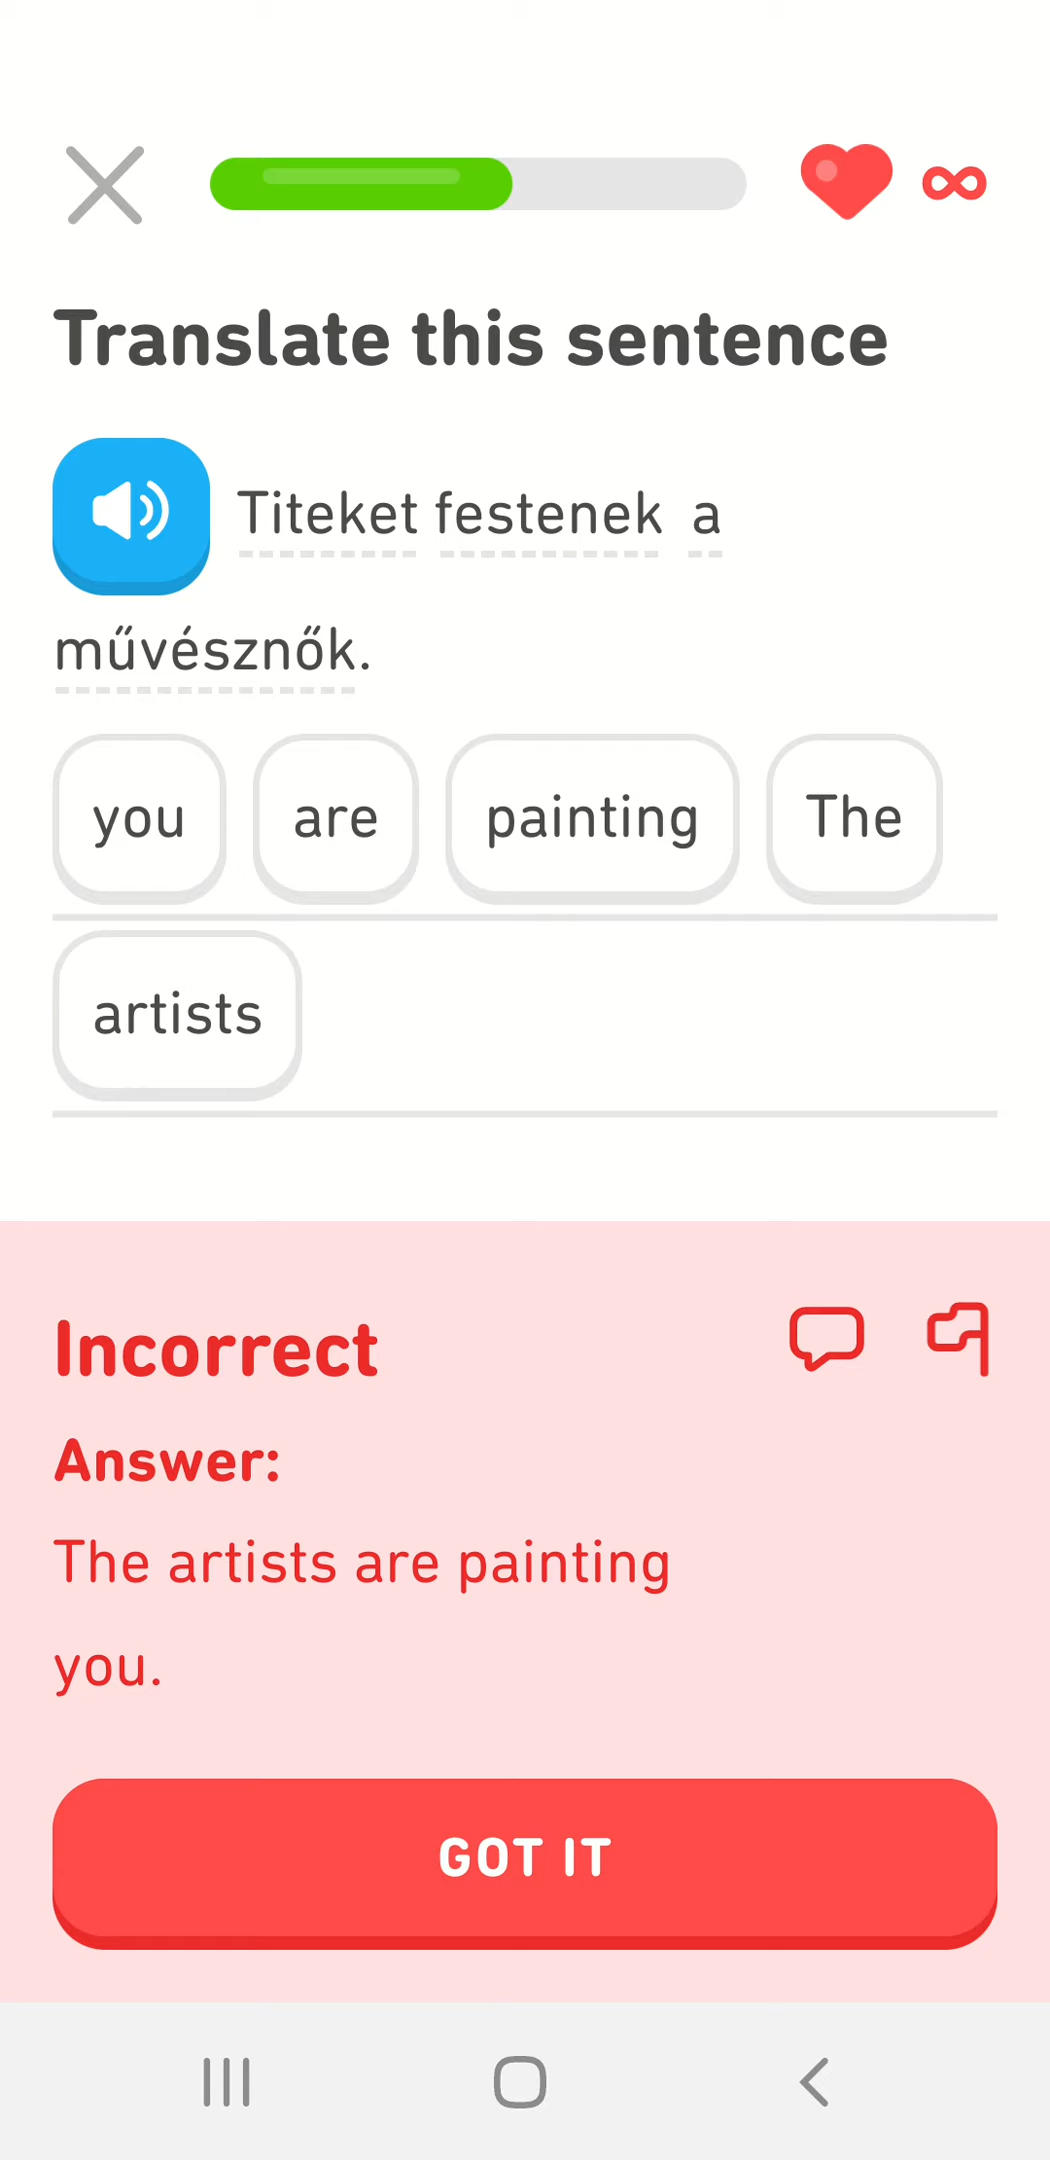 Translate this sentence
Titeket festenek a
művésznők.
you are painting The
artists
Incorrect
Answer:
The artists are painting
you.
GOT IT